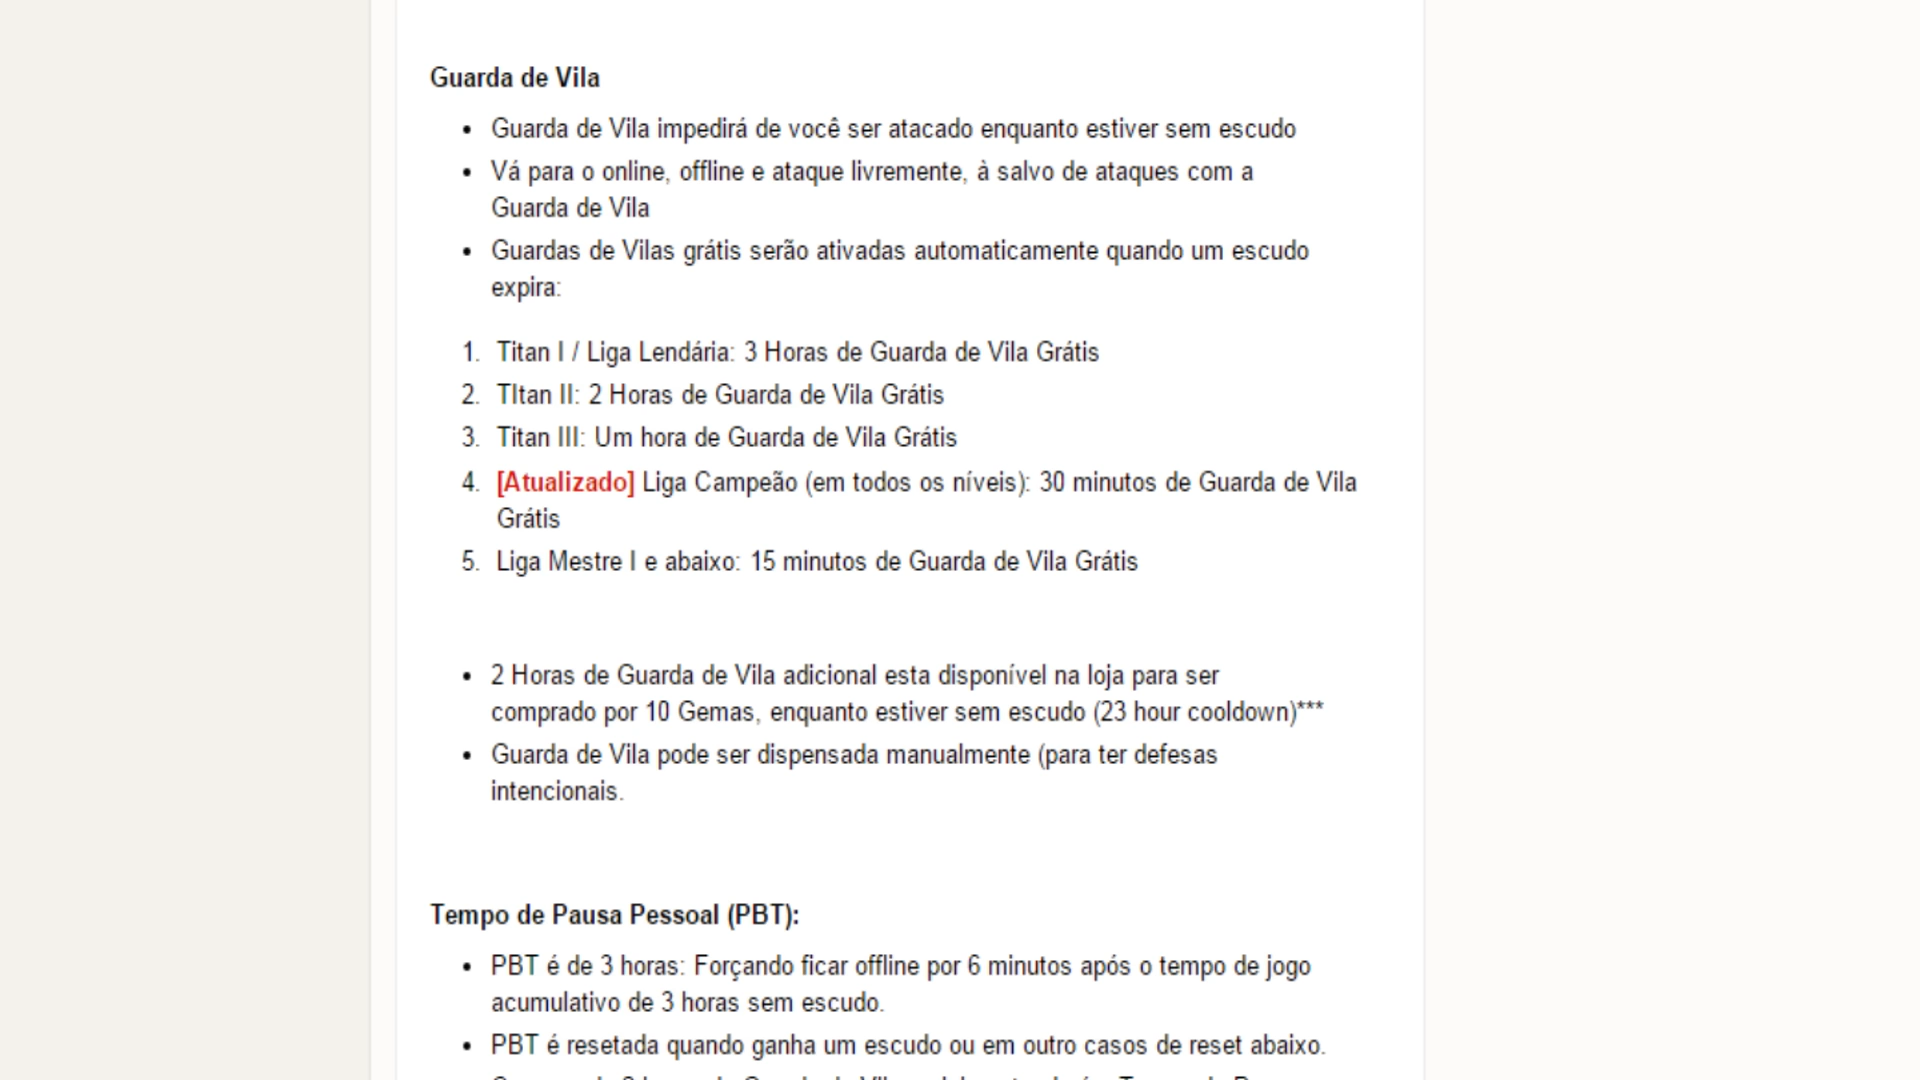 Guarda de Vila
• Guarda de Vila impedirá de você ser atacado enquanto estiver sem escudo
• Vá para o online, offline e ataque livremente, à salvo de ataques com a
Guarda de Vila
• Guardas de Vilas grátis serão ativadas automaticamente quando um escudo
expira:
1. Titan I / Liga Lendária: 3 Horas de Guarda de Vila Grátis
2. TItan II: 2 Horas de Guarda de Vila Grátis
3. Titan III: Um hora de Guarda de Vila Grátis
4. [Atualizado] Liga Campeão (em todos os níveis): 30 minutos de Guarda de Vila
Grátis
5. Liga Mestre I e abaixo: 15 minutos de Guarda de Vila Grátis
• 2 Horas de Guarda de Vila adicional esta disponível na loja para ser
comprado por 10 Gemas, enquanto estiver sem escudo (23 hour cooldown)***
• Guarda de Vila pode ser dispensada manualmente (para ter defesas
intencionais.
Tempo de Pausa Pessoal (PBT):
• PBT é de 3 horas: Forçando ficar offline por 6 minutos após o tempo de jogo
acumulativo de 3 horas sem escudo.
• PBT é resetada quando ganha um escudo ou em outro casos de reset abaixo.